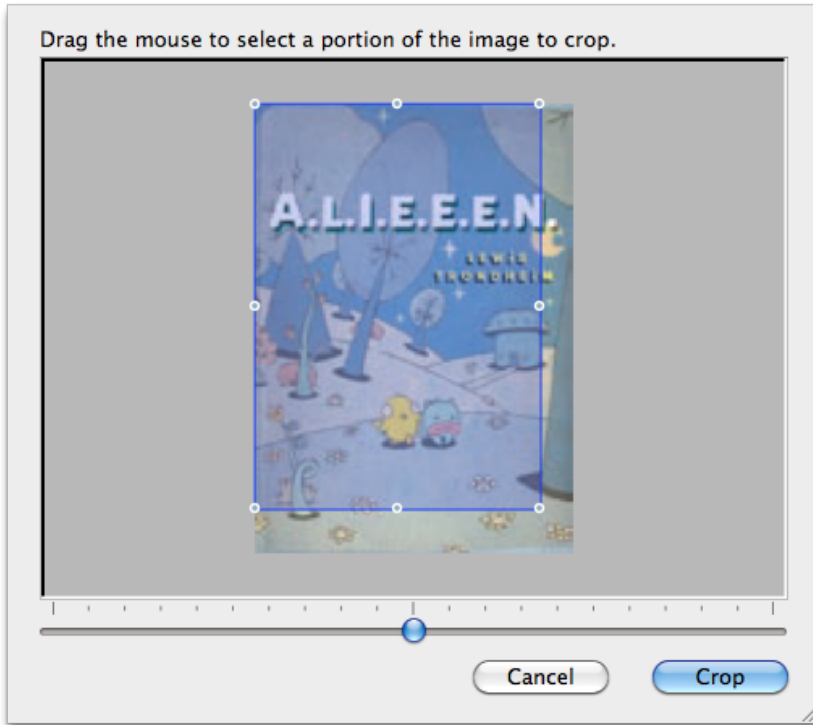 Drag the mouse to select a portion of the image to crop.
A.L.I.E.E.E.N.
LEWIS
TRONDHEIM
Cancel
Crop